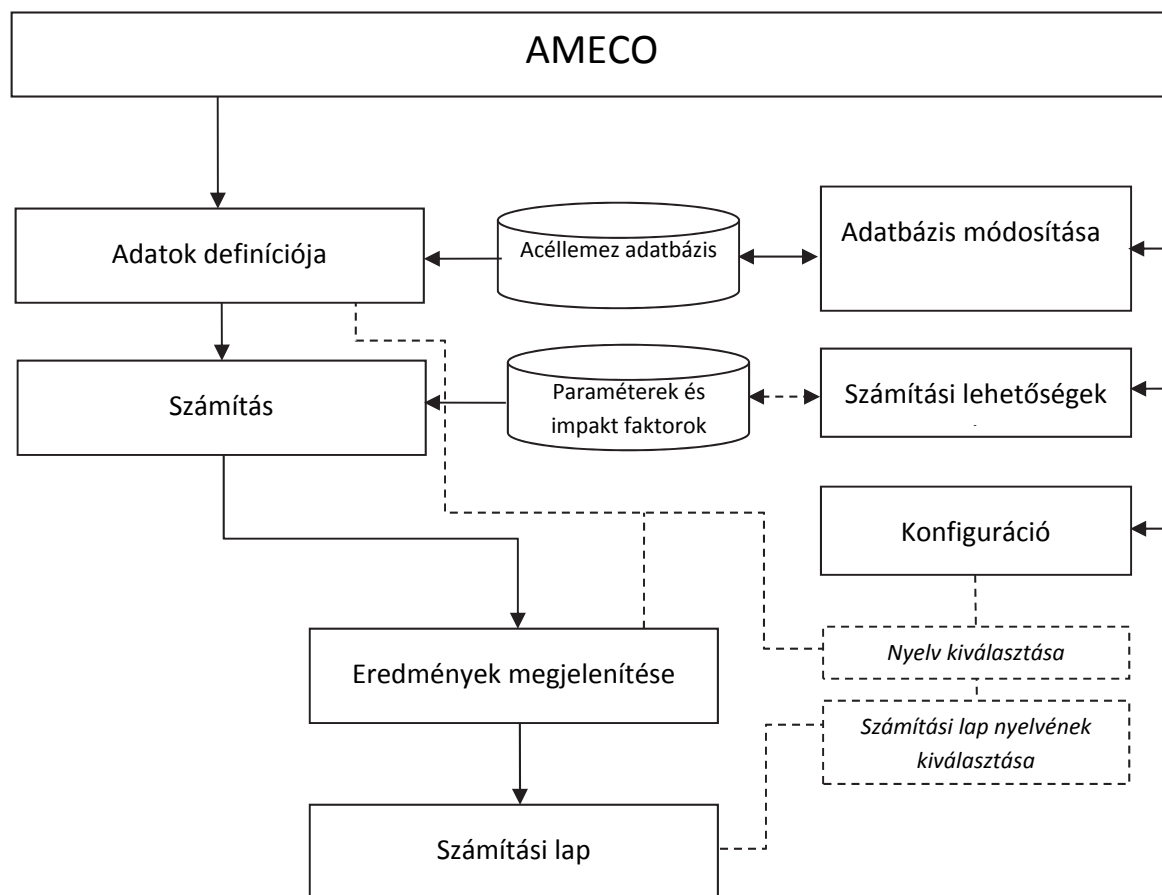 AMECO
Adatok definíciója
Acéllemez adatbázis
Adatbázis módosítása
Számítás
Paraméterek és
impakt faktorok
Számítási lehetőségek
Konfiguráció
Eredmények megjelenítése
Nyelv kiválasztása
Számítási lap nyelvének
kiválasztása
Számítási lap